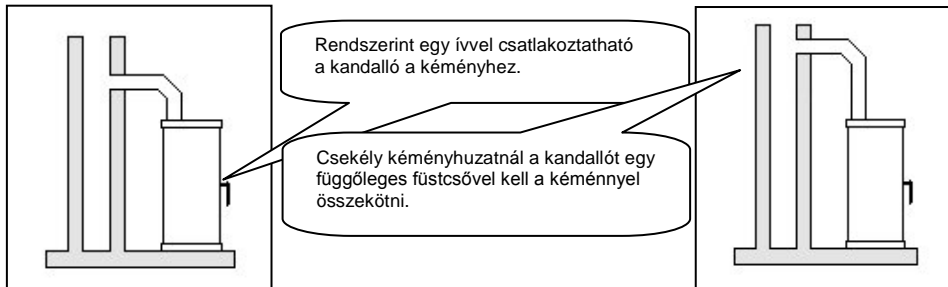 Rendszerint egy ívvel csatlakoztatható
a kandalló a kéményhez.
Csekély kéményhuzatnál a kandallót egy
függőleges füstcsővel kell a kéménnyel
összekötni.